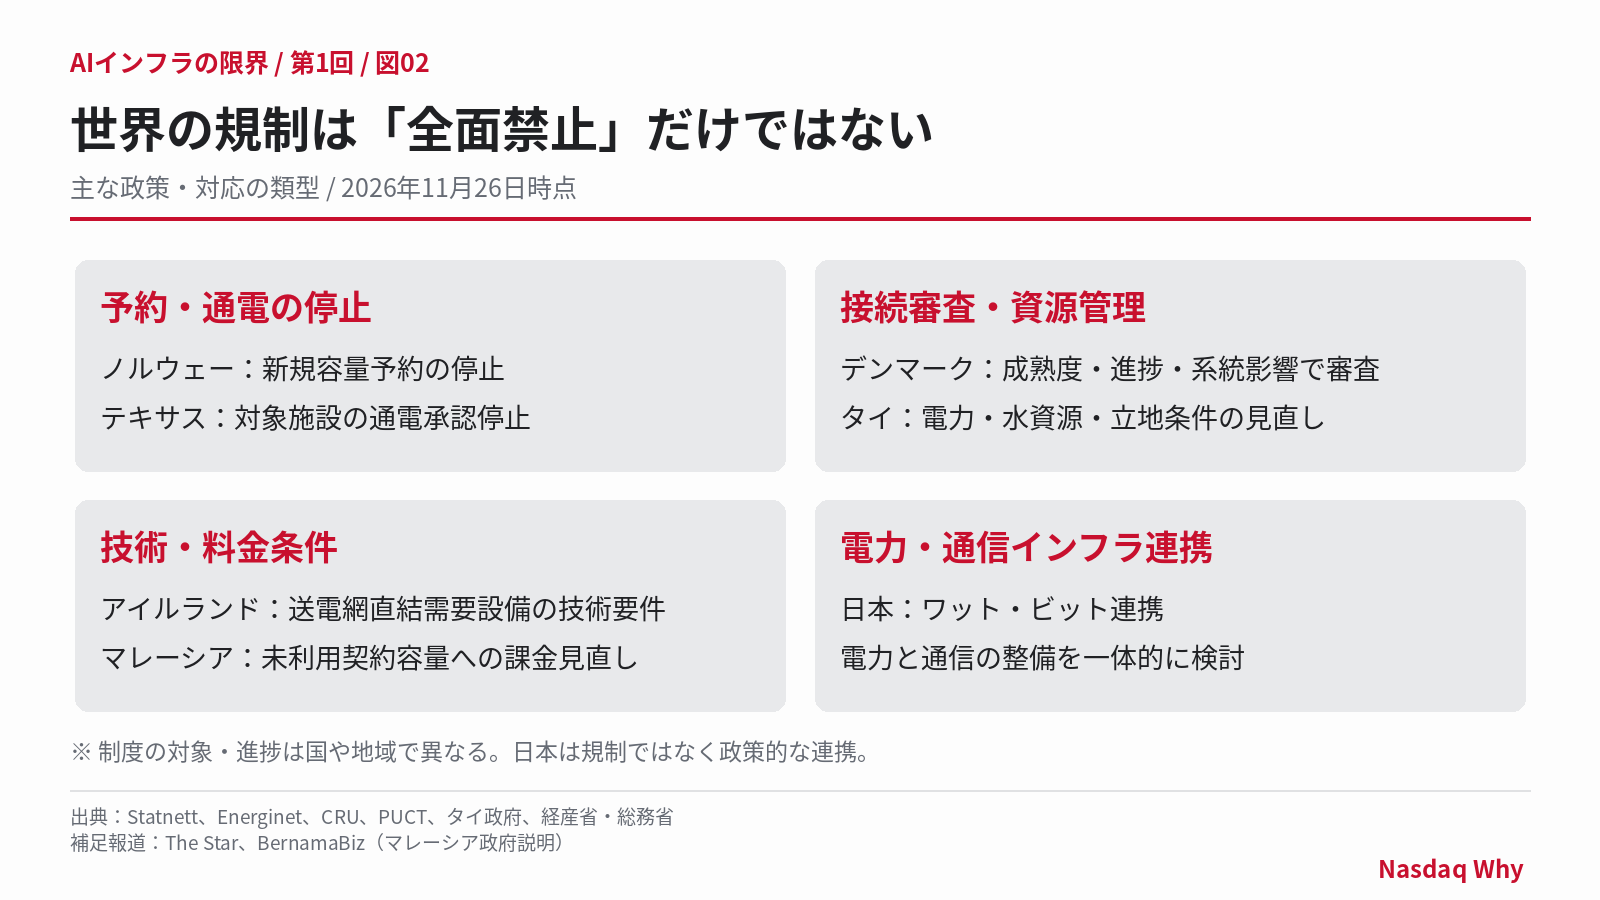 AIインフラの限界 / 第1回 / 図02
世界の規制は「全面禁止」だけではない
主な政策・対応の類型 / 2026年11月26日時点
予約・通電の停止
ノルウェー：新規容量予約の停止
テキサス：対象施設の通電承認停止
接続審査・資源管理
デンマーク：成熟度・進捗・系統影響で審査
タイ：電力・水資源・立地条件の見直し
技術・料金条件
アイルランド：送電網直結需要設備の技術要件
マレーシア：未利用契約容量への課金見直し
電力・通信インフラ連携
日本：ワット・ビット連携
電力と通信の整備を一体的に検討
※ 制度の対象・進捗は国や地域で異なる。日本は規制ではなく政策的な連携。
出典：Statnett、Energinet、CRU、PUCT、タイ政府、経産省・総務省
補足報道：The Star、BernamaBiz（マレーシア政府説明）
Nasdaq Why